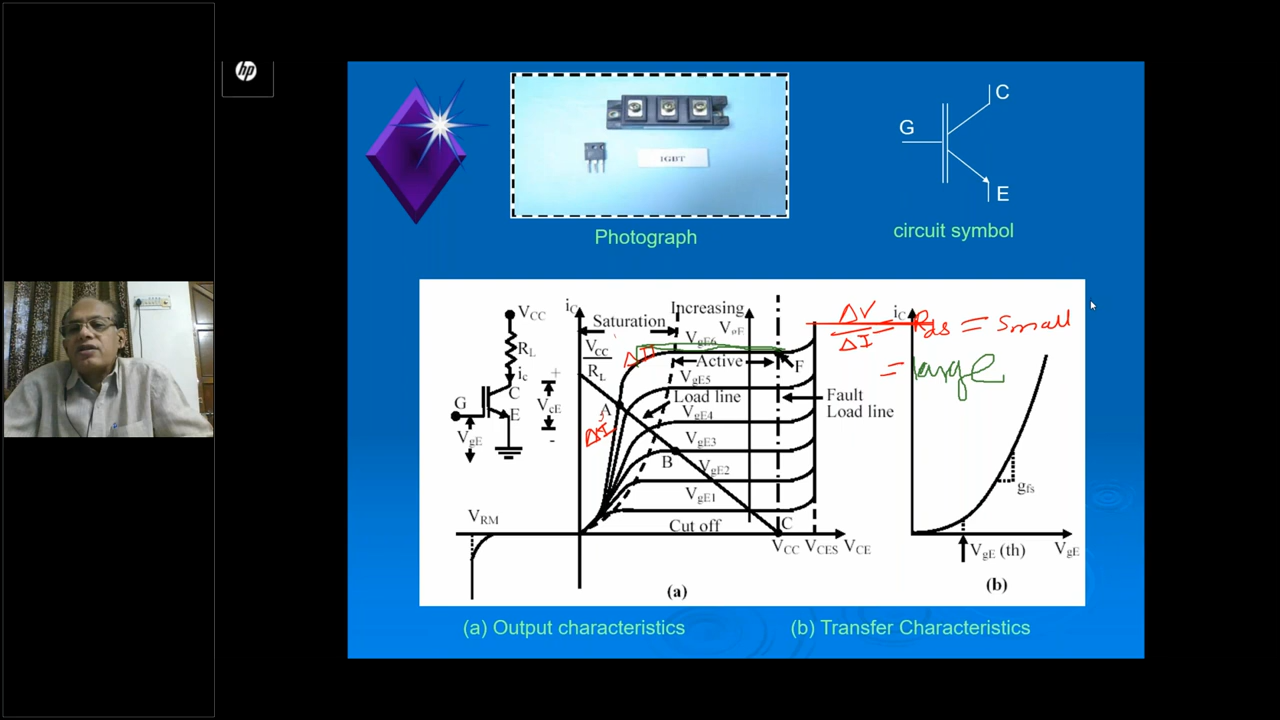 hp
IGBT
Photograph
C
G
E
circuit symbol
VCC
RL
ic
C
G
E
VgE
+
VcE
-
iC
Saturation
Increasing
VgE
VCC
RL
VgE6
Active
F
VgE5
A
Load line
VgE4
Fault
Load line
VgE3
B
VgE2
VgE1
Cut off
C
VRM
VCC VCES VCE
(a)
ΔI
ΔV
ΔI
= Rds = small
= large
iC
gfs
VgE (th) VgE
(b)
(a) Output characteristics
(b) Transfer Characteristics